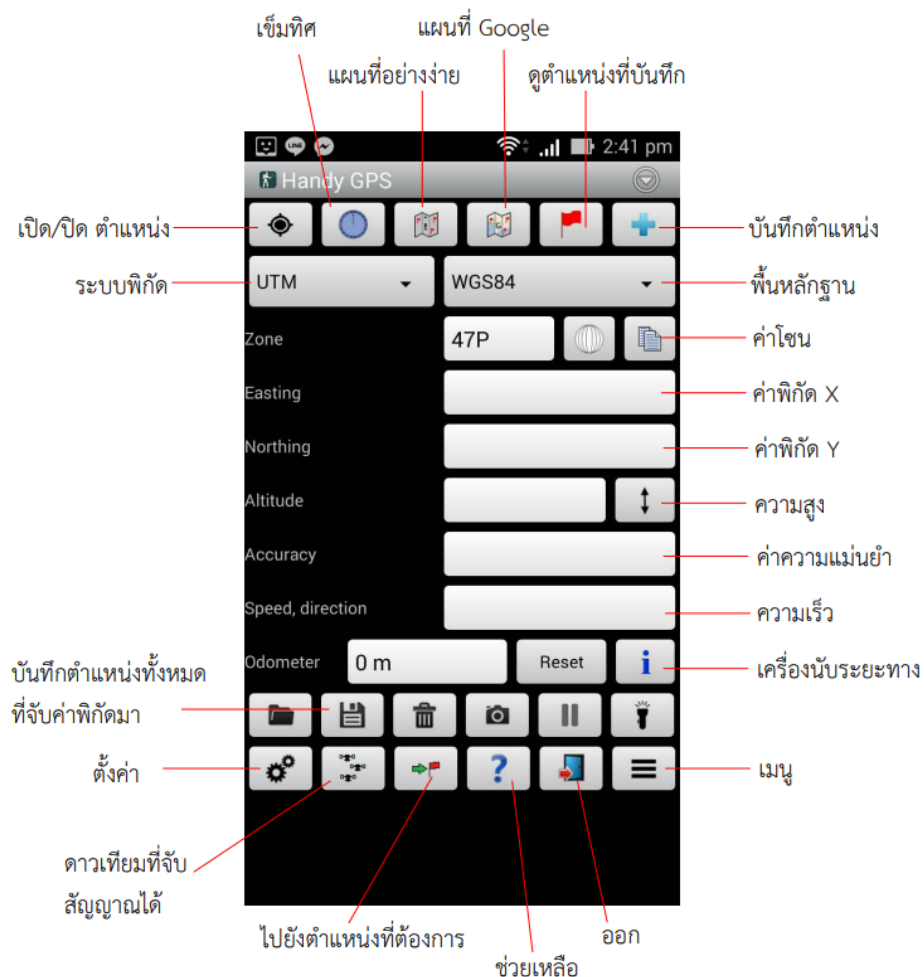 เข็มทิศ
แผนที่ Google
แผนที่อย่างง่าย
ดูตำแหน่งที่บันทึก
LINE
2:41 pm
Handy GPS
เปิด/ปิด ตำแหน่ง
บันทึกตำแหน่ง
ระบบพิกัด
UTM
WGS84
พื้นหลักฐาน
Zone
47P
ค่าโซน
Easting
ค่าพิกัด X
Northing
ค่าพิกัด Y
Altitude
ความสูง
Accuracy
ค่าความแม่นยำ
Speed, direction
ความเร็ว
Odometer
0 m
Reset
i
เครื่องนับระยะทาง
บันทึกตำแหน่งทั้งหมด
ที่จับค่าพิกัดมา
ตั้งค่า
?
เมนู
ดาวเทียมที่จับ
สัญญาณได้
ไปยังตำแหน่งที่ต้องการ
ออก
ช่วยเหลือ